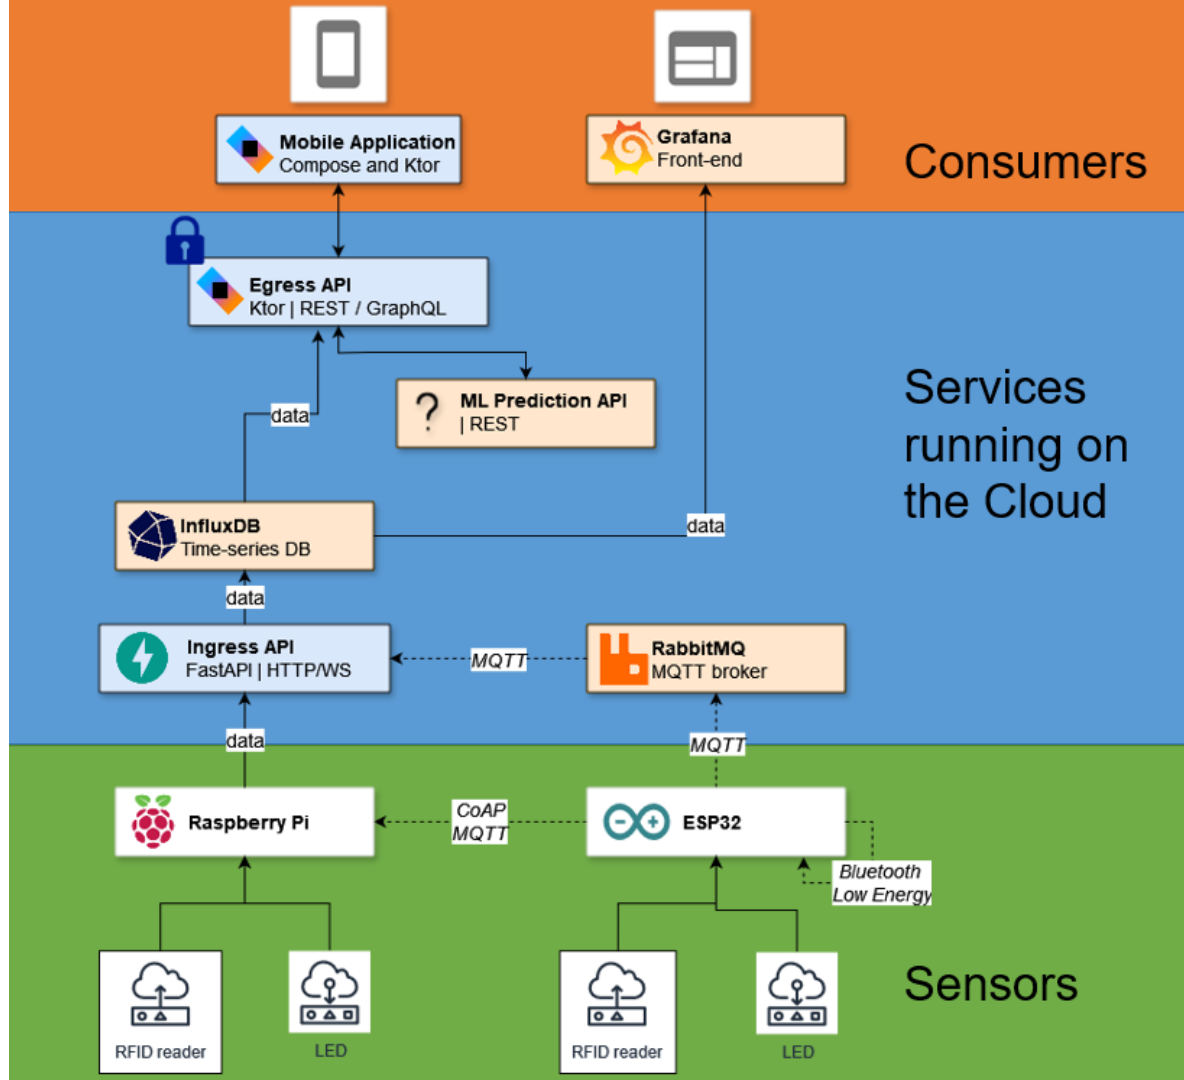 Mobile Application
Compose and Ktor
Grafana
Front-end
Consumers
Egress API
Ktor | REST / GraphQL
ML Prediction API
| REST
?
data
Services
running on
the Cloud
InfluxDB
Time-series DB
data
data
Ingress API
FastAPI | HTTP/WS
MQTT
RabbitMQ
MQTT broker
data
MQTT
Raspberry Pi
CoAP
MQTT
ESP32
Bluetooth
Low Energy
Sensors
RFID reader
LED
RFID reader
LED